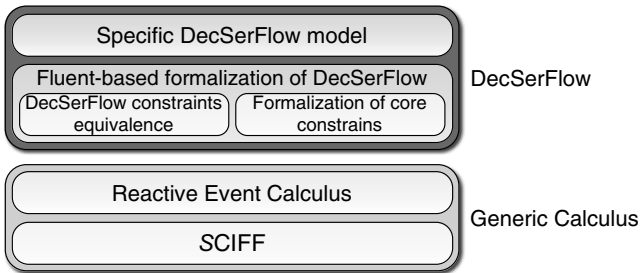 Specific DecSerFlow model
Fluent-based formalization of DecSerFlow
DecSerFlow constraints
equivalence
Formalization of core
constrains
DecSerFlow
Reactive Event Calculus
SCIFF
Generic Calculus